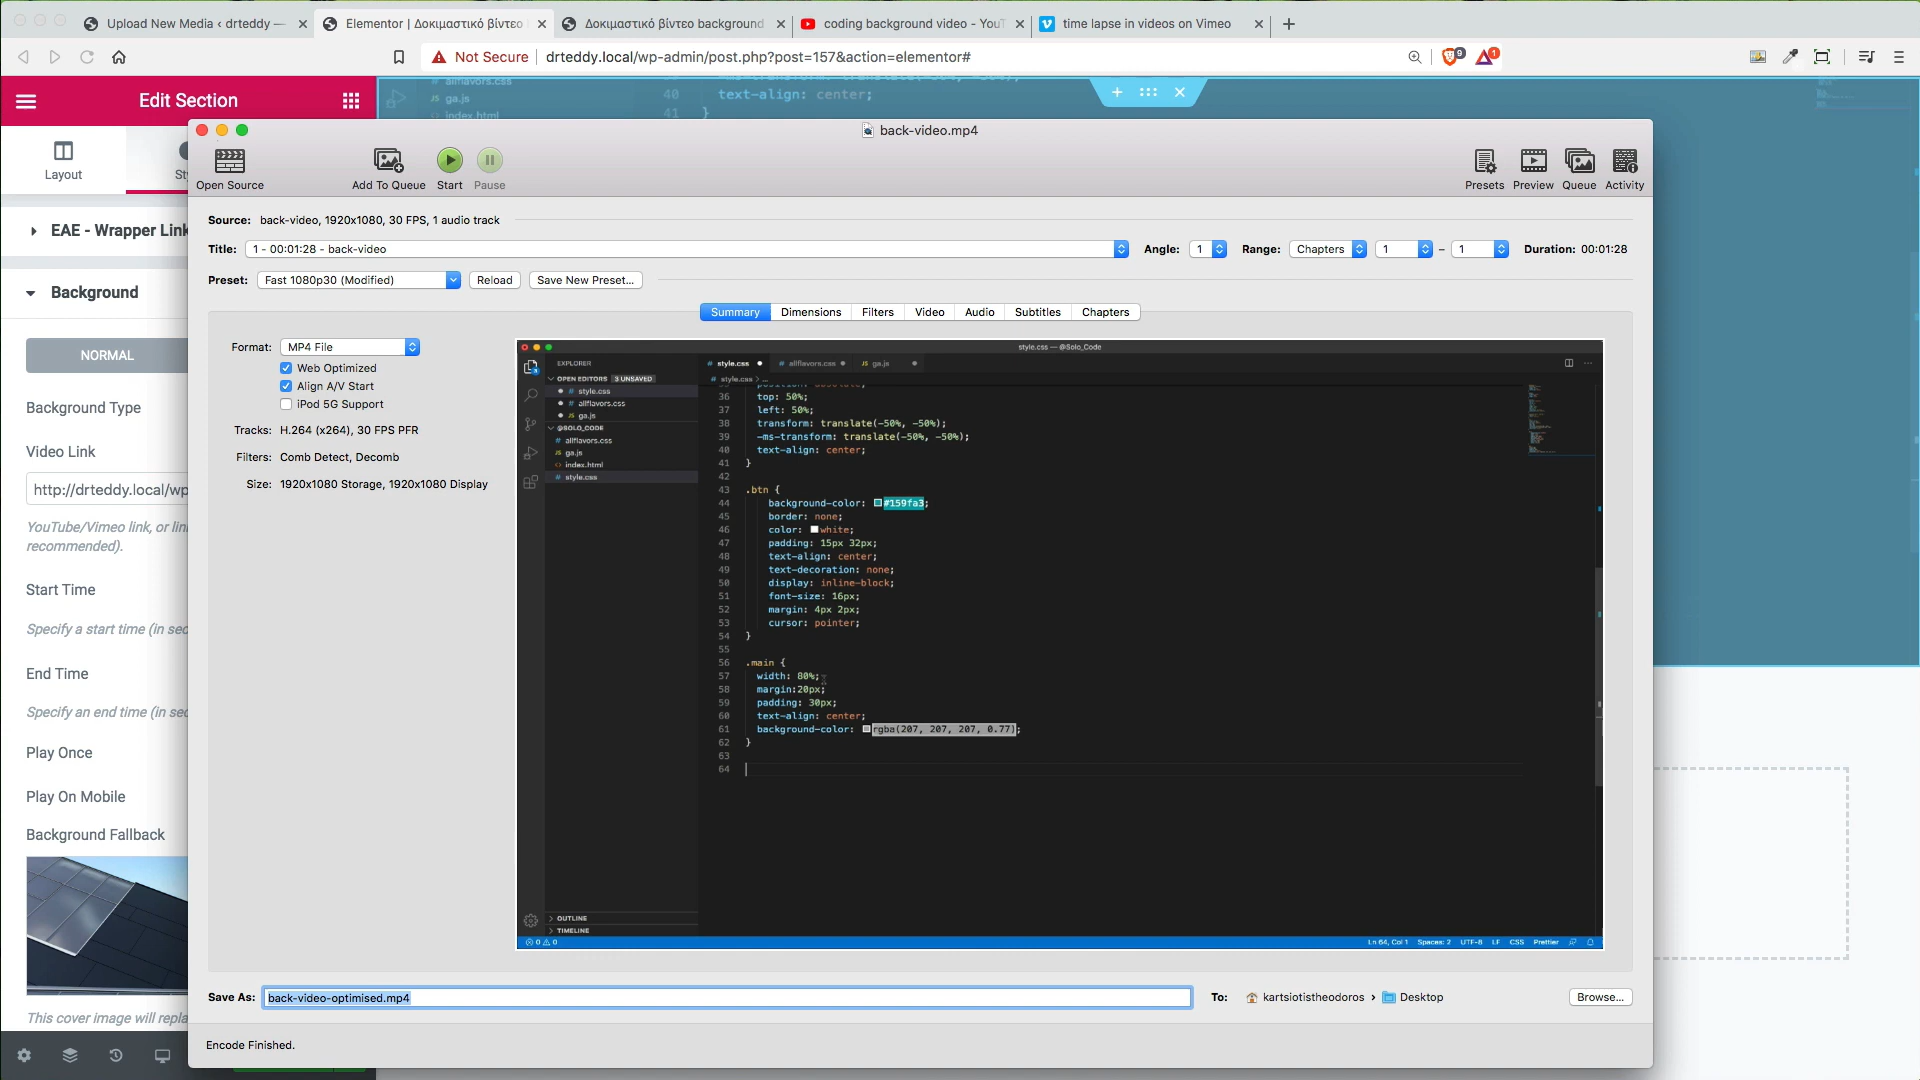 Upload New Media ‹ drteddy —
Elementor | Δοκιμαστικό βίντεο
Δοκιμαστικό βίντεο background
coding background video - YouT
time lapse in videos on Vimeo
Not Secure
drteddy.local/wp-admin/post.php?post=157&action=elementor#
9
1
Edit Section
Layout
EAE - Wrapper Link
Background
NORMAL
Background Type
Video Link
http://drteddy.local/wp
YouTube/Vimeo link, or lin
recommended).
Start Time
Specify a start time (in sec
End Time
Specify an end time (in sec
Play Once
Play On Mobile
Background Fallback
This cover image will repla
JS ga.js
index.html
40 text-align: center;
41 }
back-video.mp4
Open Source
Add To Queue
Start
Pause
Presets
Preview
Queue
Activity
Source: back-video, 1920x1080, 30 FPS, 1 audio track
Title: 1 - 00:01:28 - back-video
Angle: 1
Range: Chapters 1 – 1
Duration: 00:01:28
Preset: Fast 1080p30 (Modified)
Reload
Save New Preset...
Summary
Dimensions
Filters
Video
Audio
Subtitles
Chapters
Format: MP4 File
Web Optimized
Align A/V Start
iPod 5G Support
Tracks: H.264 (x264), 30 FPS PFR
Filters: Comb Detect, Decomb
Size: 1920x1080 Storage, 1920x1080 Display
style.css — @Solo_Code
EXPLORER
OPEN EDITORS 3 UNSAVED
# style.css
# allflavors.css
JS ga.js
@SOLO_CODE
# allflavors.css
JS ga.js
<> index.html
# style.css
OUTLINE
TIMELINE
# style.css
# allflavors.css
JS ga.js
# style.css > ...
36 top: 50%;
37 left: 50%;
38 transform: translate(-50%, -50%);
39 -ms-transform: translate(-50%, -50%);
40 text-align: center;
41 }
42
43 .btn {
44 background-color: #159fa3;
45 border: none;
46 color: white;
47 padding: 15px 32px;
48 text-align: center;
49 text-decoration: none;
50 display: inline-block;
51 font-size: 16px;
52 margin: 4px 2px;
53 cursor: pointer;
54 }
55
56 .main {
57 width: 80%;
58 margin:20px;
59 padding: 30px;
60 text-align: center;
61 background-color: rgba(207, 207, 207, 0.77);
62 }
63
64
0 0
Ln 64, Col 1
Spaces: 2
UTF-8
LF
CSS
Prettier
Save As: back-video-optimised.mp4
To: kartsiotistheodoros › Desktop
Browse...
Encode Finished.